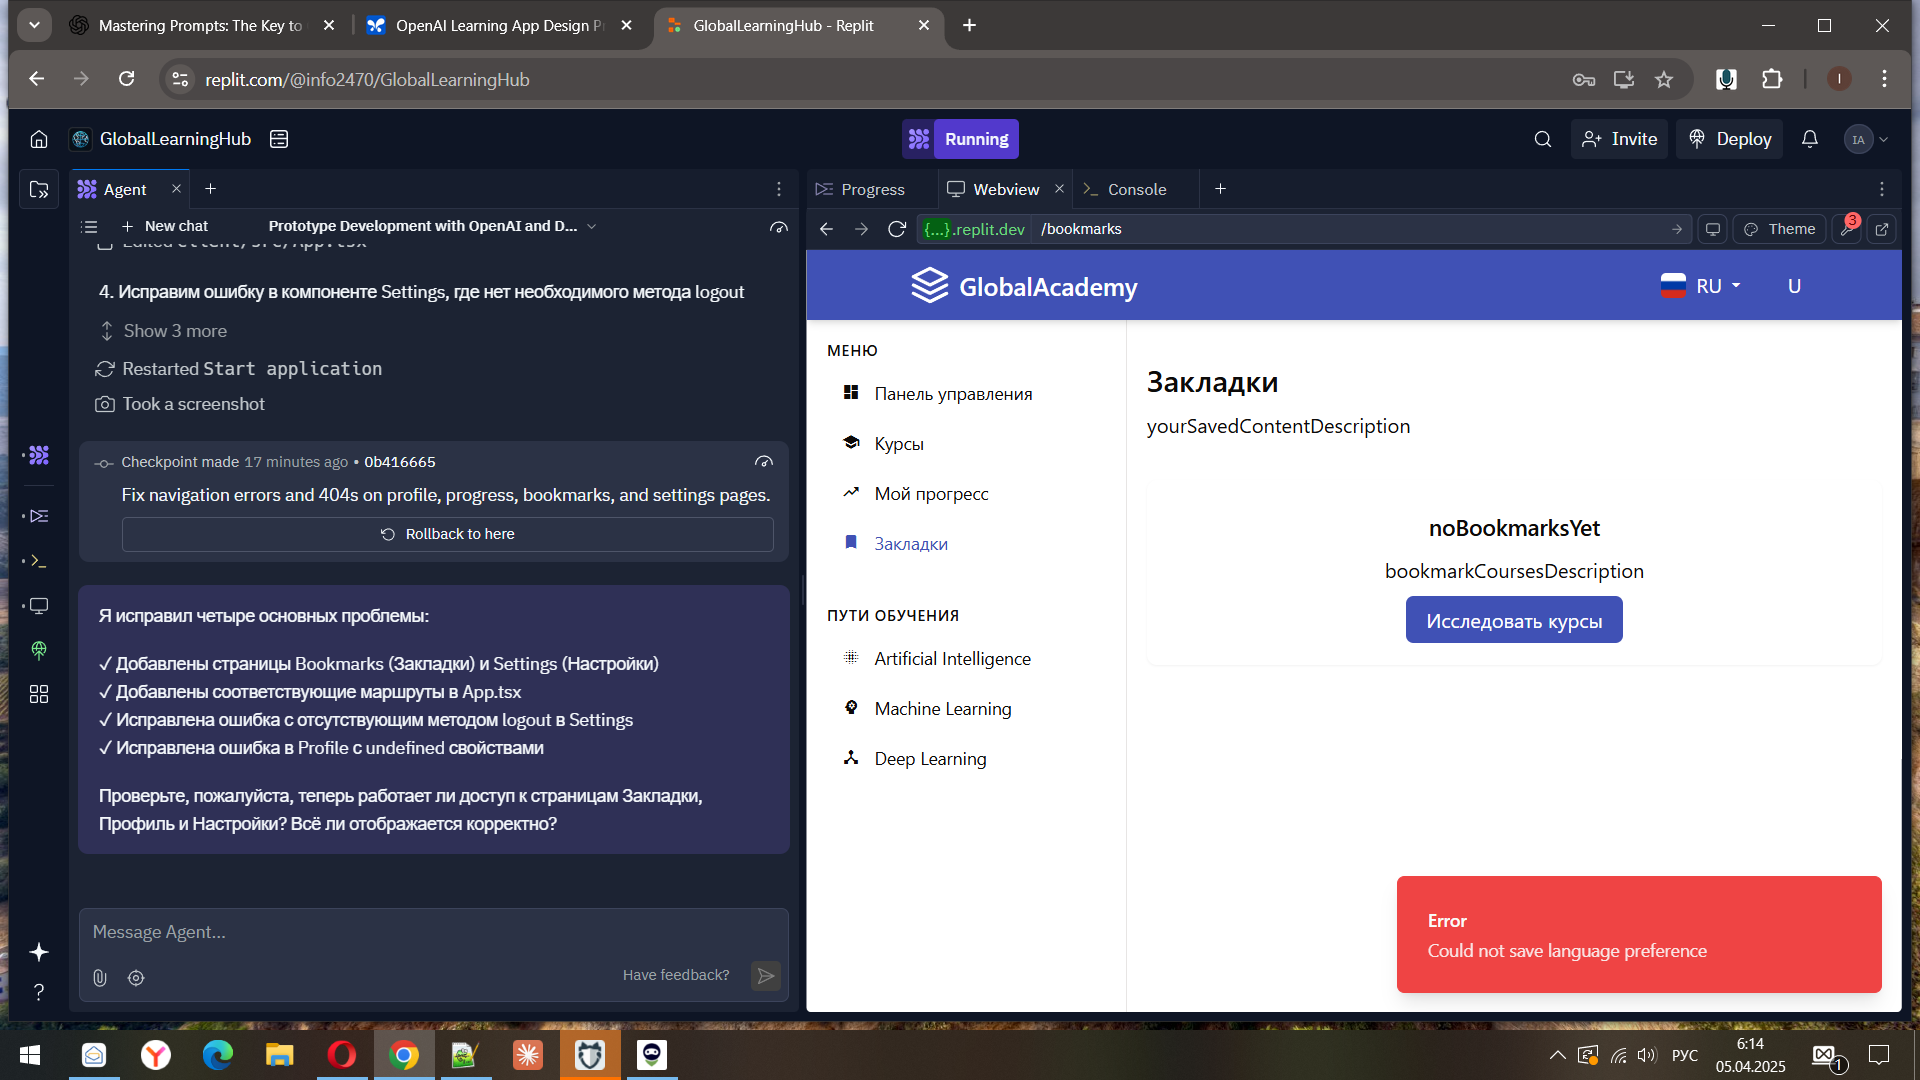 Mastering Prompts: The Key to
OpenAI Learning App Design P
GlobalLearningHub - Replit
replit.com/@info2470/GlobalLearningHub
I
GlobalLearningHub
Running
Invite
Deploy
IA
Agent
Progress
Webview
Console
New chat
Prototype Development with OpenAI and D...
{...}.replit.dev
/bookmarks
Theme
3
Edited client/src/App.tsx
4. Исправим ошибку в компоненте Settings, где нет необходимого метода logout
Show 3 more
Restarted Start application
Took a screenshot
Checkpoint made 17 minutes ago • 0b416665
Fix navigation errors and 404s on profile, progress, bookmarks, and settings pages.
Rollback to here
Я исправил четыре основных проблемы:
✓ Добавлены страницы Bookmarks (Закладки) и Settings (Настройки)
✓ Добавлены соответствующие маршруты в App.tsx
✓ Исправлена ошибка с отсутствующим методом logout в Settings
✓ Исправлена ошибка в Profile с undefined свойствами
Проверьте, пожалуйста, теперь работает ли доступ к страницам Закладки,
Профиль и Настройки? Всё ли отображается корректно?
Message Agent...
Have feedback?
GlobalAcademy
RU
U
МЕНЮ
Панель управления
Курсы
Мой прогресс
Закладки
ПУТИ ОБУЧЕНИЯ
Artificial Intelligence
Machine Learning
Deep Learning
Закладки
yourSavedContentDescription
noBookmarksYet
bookmarkCoursesDescription
Исследовать курсы
Error
Could not save language preference
РУС
6:14
05.04.2025
1